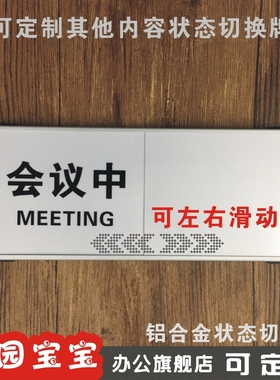 可定制其他内容状态切换牌
会议中
MEETING
可左右滑动
铝合金状态切
园宝宝
办公旗舰店
可定